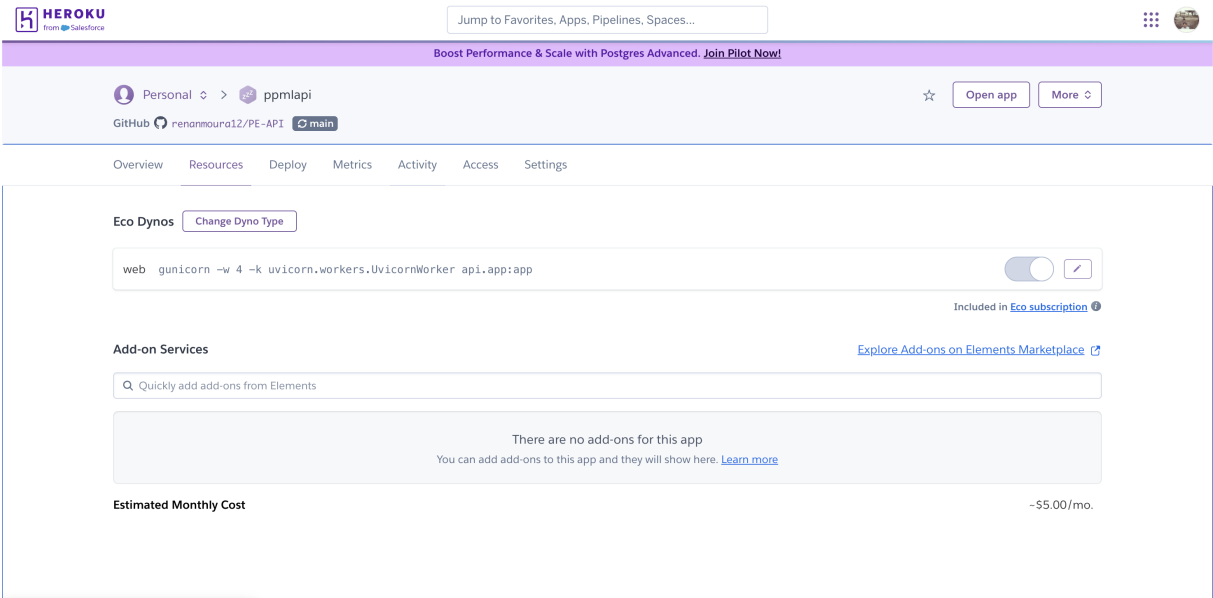 HEROKU
from Salesforce
Jump to Favorites, Apps, Pipelines, Spaces...
Boost Performance & Scale with Postgres Advanced. Join Pilot Now!
Personal > ppmlapi
Open app
More
GitHub renanmoura12/PE-API main
Overview Resources Deploy Metrics Activity Access Settings
Eco Dynos Change Dyno Type
web gunicorn -w 4 -k uvicorn.workers.UvicornWorker api.app:app
Included in Eco subscription
Add-on Services Explore Add-ons on Elements Marketplace
Quickly add add-ons from Elements
There are no add-ons for this app
You can add add-ons to this app and they will show here. Learn more
Estimated Monthly Cost ~$5.00/mo.